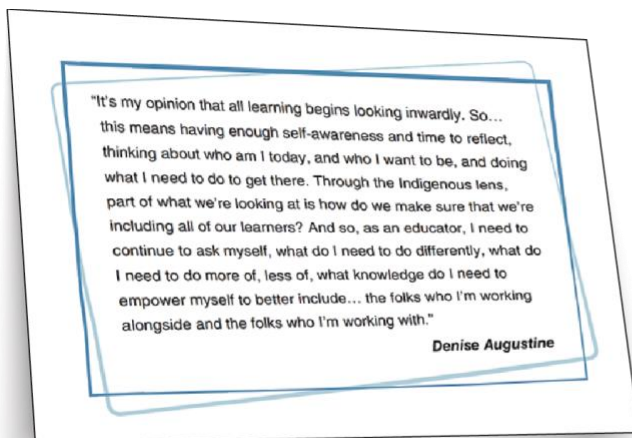 "It's my opinion that all learning begins looking inwardly. So...
this means having enough self-awareness and time to reflect,
thinking about who am I today, and who I want to be, and doing
what I need to do to get there. Through the Indigenous lens,
part of what we're looking at is how do we make sure that we're
including all of our learners? And so, as an educator, I need to
continue to ask myself, what do I need to do differently, what do
I need to do more of, less of, what knowledge do I need to
empower myself to better include... the folks who I'm working
alongside and the folks who I'm working with."
Denise Augustine